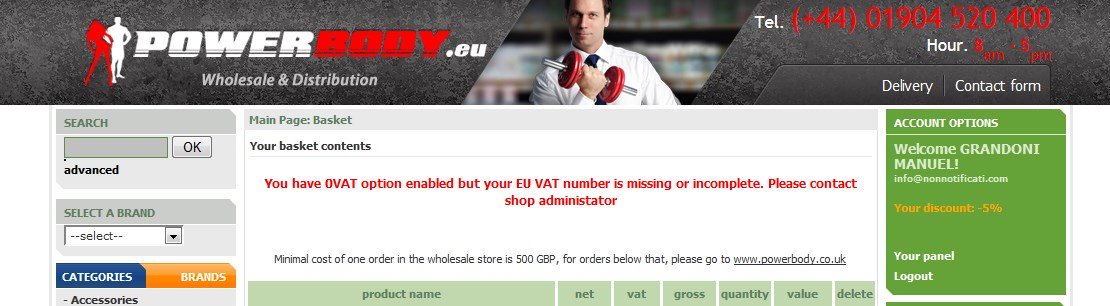 POWERBODY.eu
Wholesale & Distribution
Tel. (+44) 01904 520 400
Hour. 8am - 5pm
Delivery
Contact form
SEARCH
OK
advanced
SELECT A BRAND
--select--
CATEGORIES
BRANDS
- Accessories
Main Page: Basket
Your basket contents
You have 0VAT option enabled but your EU VAT number is missing or incomplete. Please contact
shop administator
Minimal cost of one order in the wholesale store is 500 GBP, for orders below that, please go to www.powerbody.co.uk
product name net vat gross quantity value delete
ACCOUNT OPTIONS
Welcome GRANDONI
MANUEL!
info@nonnotificati.com
Your discount: -5%
Your panel
Logout